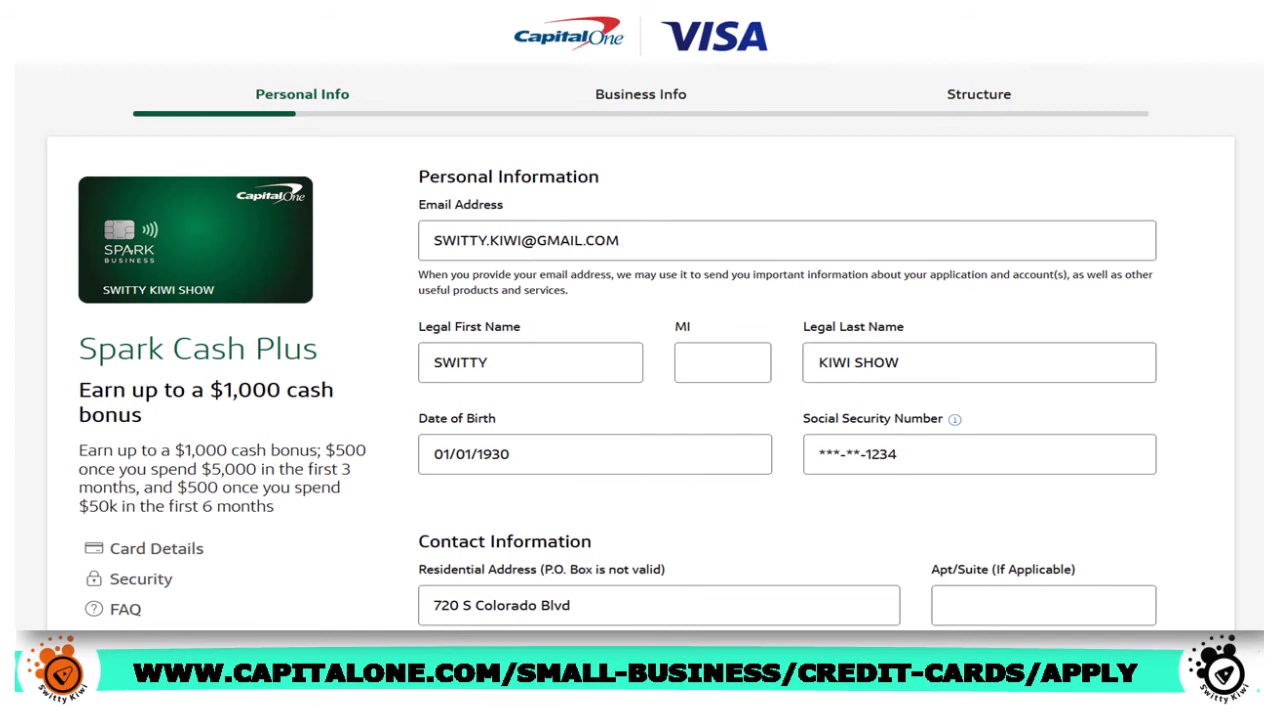 CapitalOne VISA
Personal Info Business Info Structure
CapitalOne
SPARK
BUSINESS
SWITTY KIWI SHOW
Spark Cash Plus
Earn up to a $1,000 cash
bonus
Earn up to a $1,000 cash bonus; $500
once you spend $5,000 in the first 3
months, and $500 once you spend
$50k in the first 6 months
Card Details
Security
FAQ
Personal Information
Email Address
SWITTY.KIWI@GMAIL.COM
When you provide your email address, we may use it to send you important information about your application and account(s), as well as other
useful products and services.
Legal First Name MI Legal Last Name
SWITTY KIWI SHOW
Date of Birth Social Security Number
01/01/1930 ***-**-1234
Contact Information
Residential Address (P.O. Box is not valid) Apt/Suite (If Applicable)
720 S Colorado Blvd
WWW.CAPITALONE.COM/SMALL-BUSINESS/CREDIT-CARDS/APPLY
Switty Kiwi
Switty Kiwi